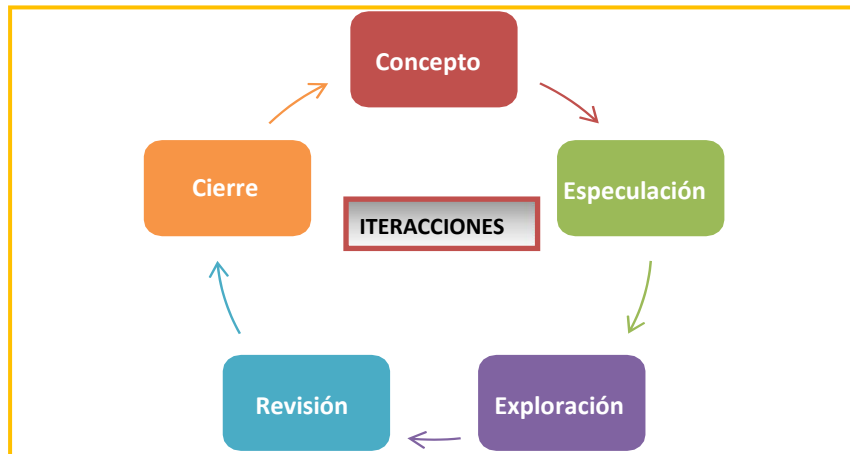 Concepto
Especulación
Exploración
Revisión
Cierre
ITERACCIONES